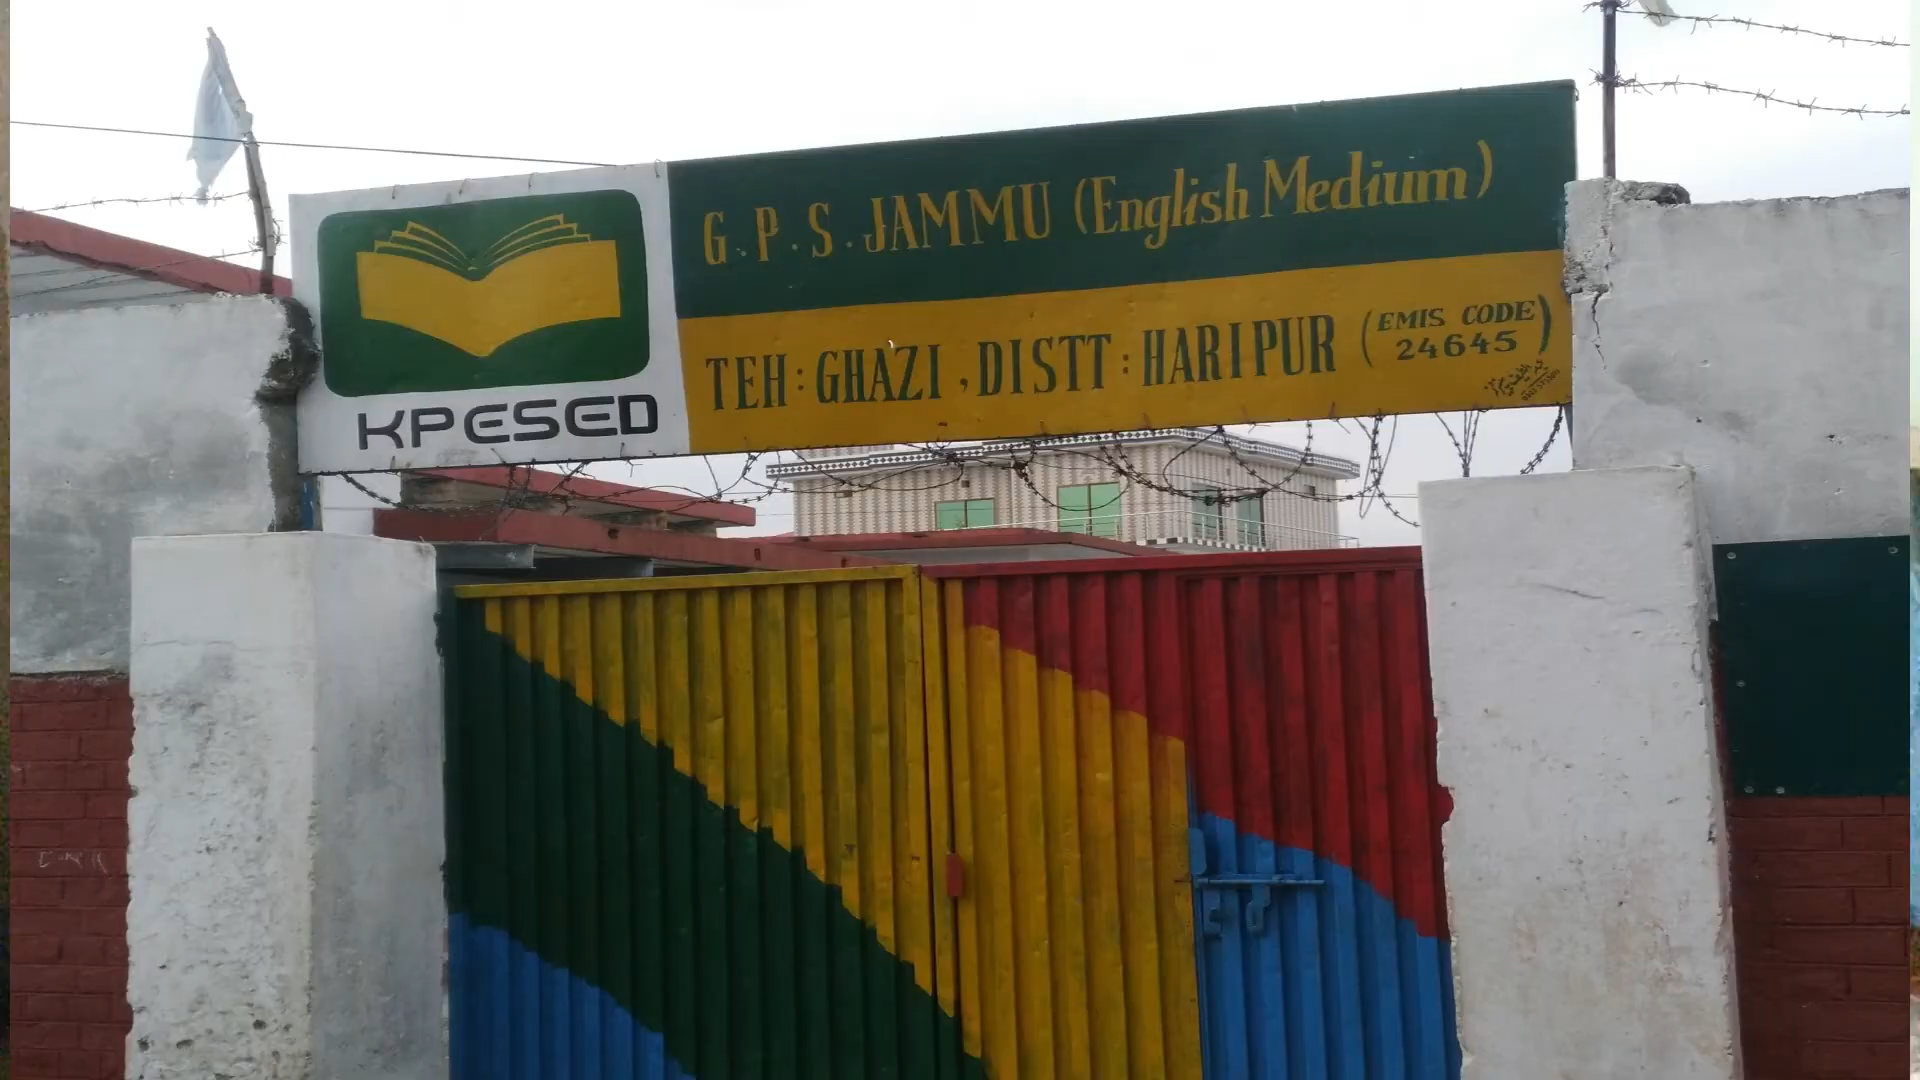 G.P.S.JAMMU (English Medium)
TEH:GHAZI,DISTT:HARIPUR (EMIS CODE 24645)
KPESED